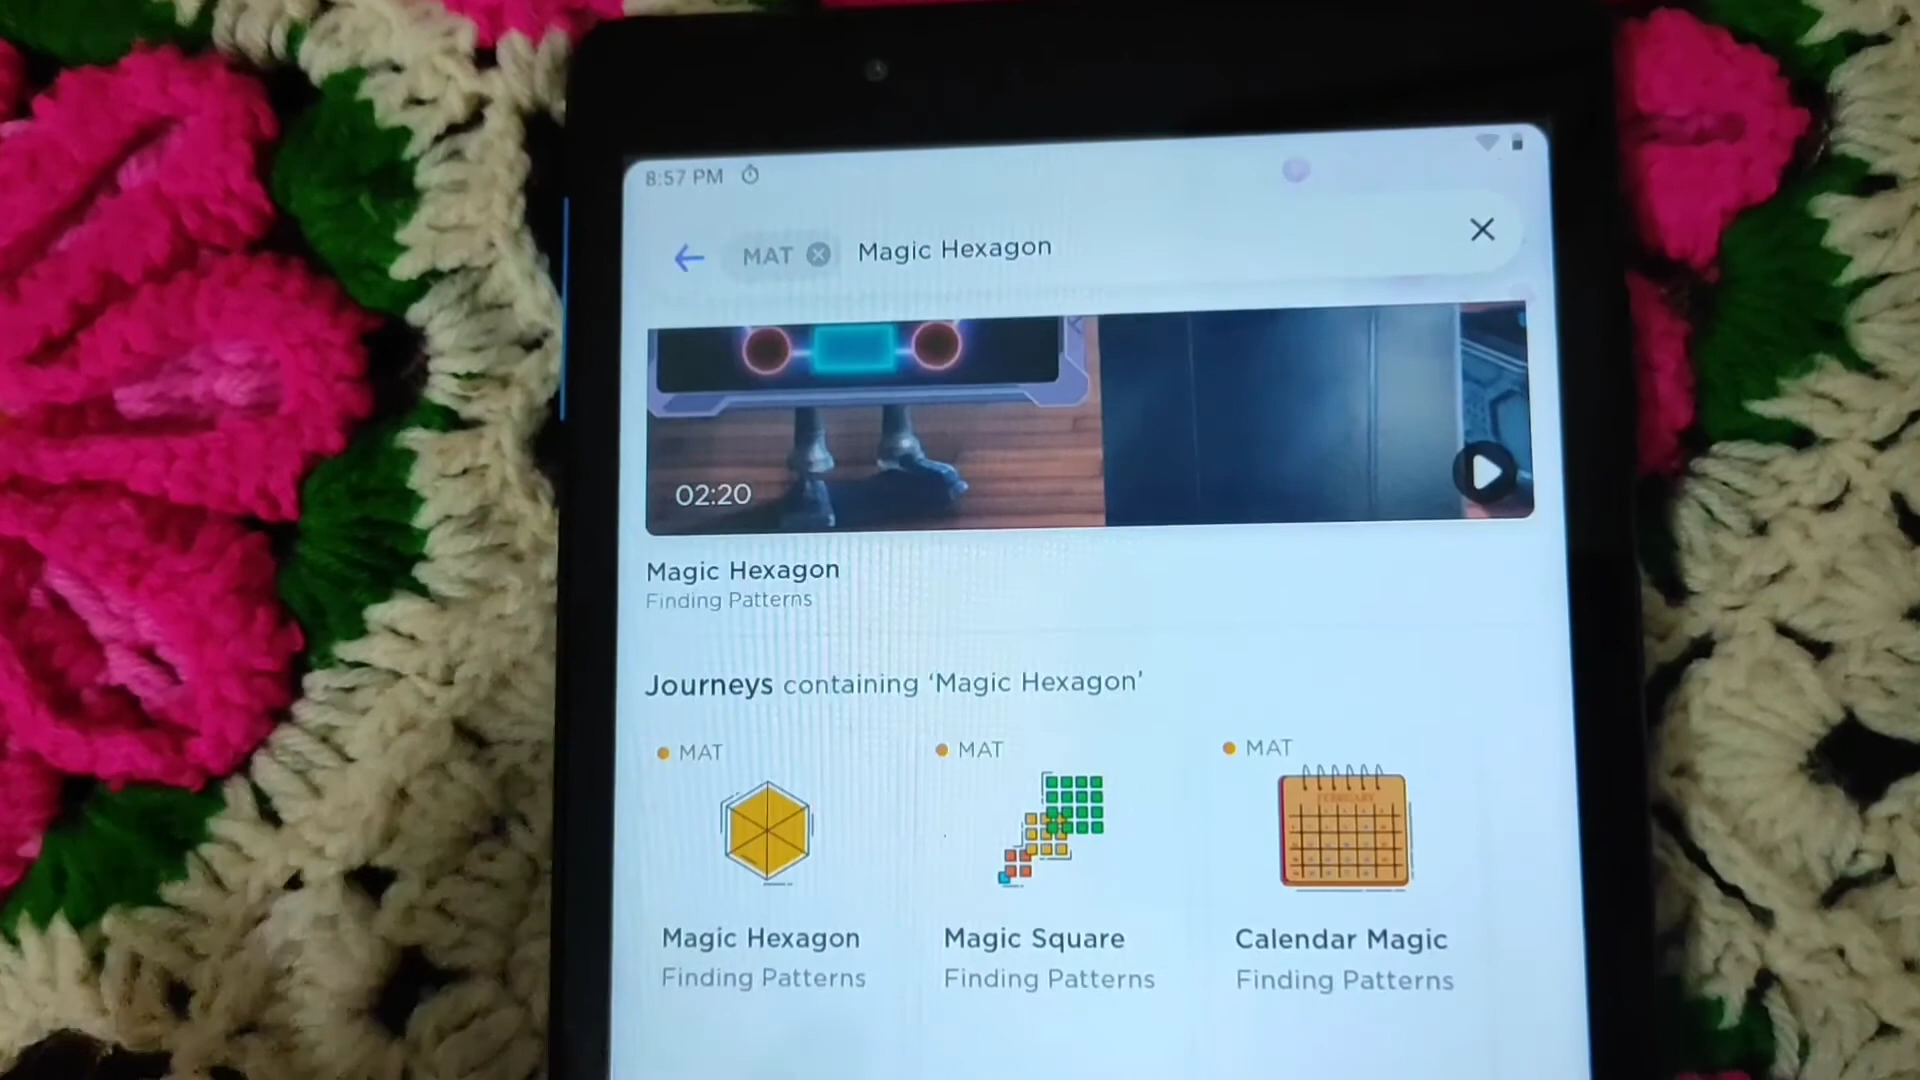 8:57 PM
MAT Magic Hexagon
02:20
Magic Hexagon
Finding Patterns
Journeys containing ‘Magic Hexagon’
MAT MAT MAT
FEBRUARY
Magic Hexagon Magic Square Calendar Magic
Finding Patterns Finding Patterns Finding Patterns